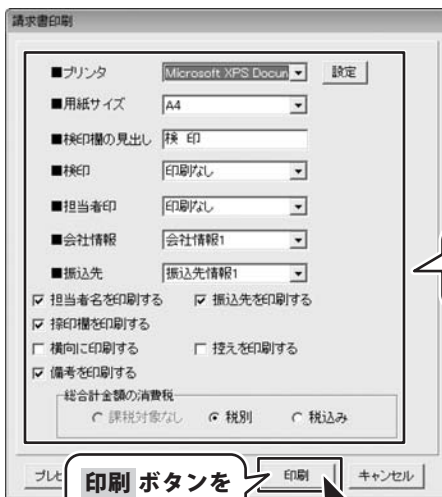 請求書印刷
■プリンタ Microsoft XPS Docun 設定
■用紙サイズ A4
■検印欄の見出し 検 印
■検印 印刷なし
■担当者印 印刷なし
■会社情報 会社情報1
■振込先 振込先情報1
担当者名を印刷する 振込先を印刷する
捺印欄を印刷する
横向に印刷する 控えを印刷する
備考を印刷する
総合計金額の消費税
課税対象なし 税別 税込み
プレビ 印刷 ボタンを 印刷 キャンセル